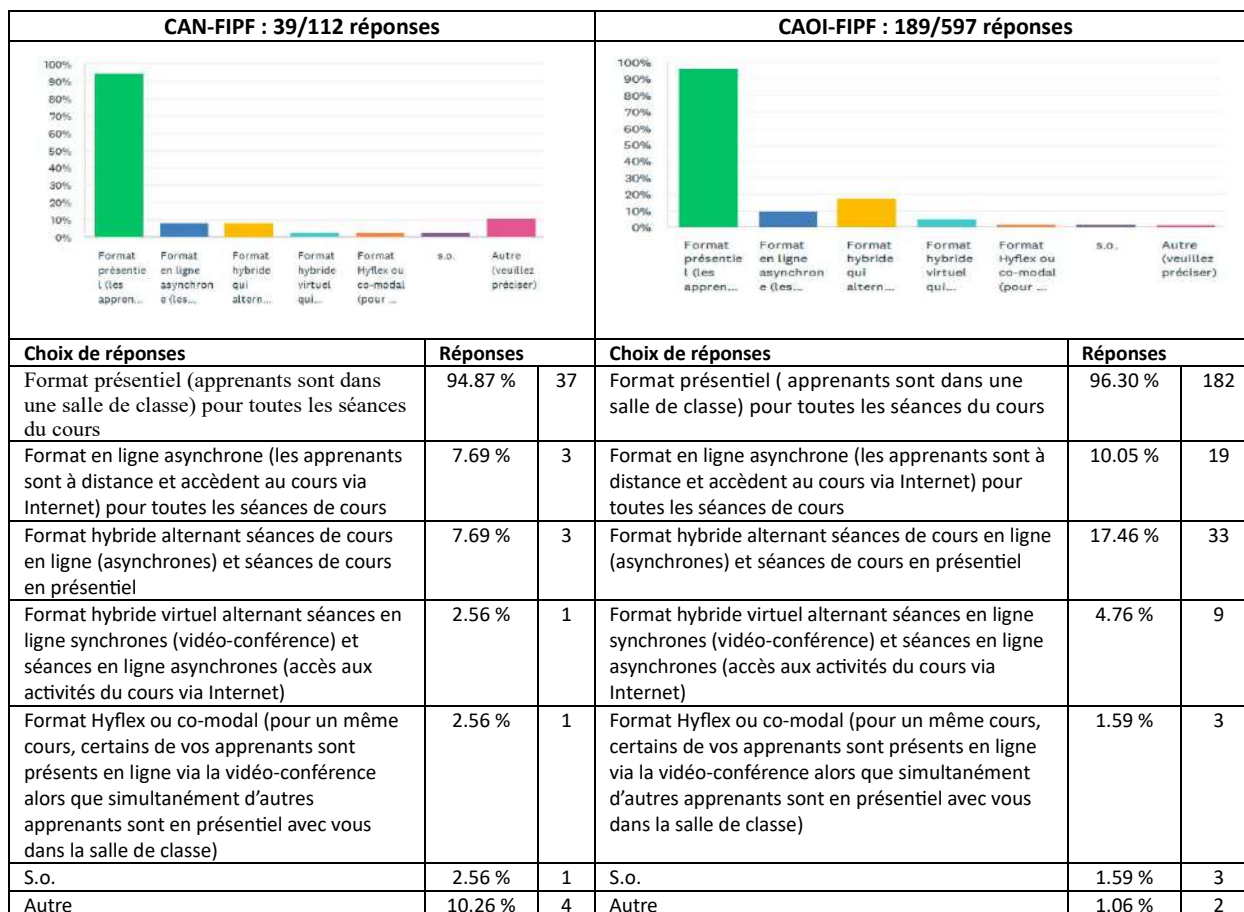 CAN-FIPF : 39/112 réponses
CAOI-FIPF : 189/597 réponses
100%
90%
80%
70%
60%
50%
40%
30%
20%
10%
0%
Format Format Format Format Format s.o. Autre
présentie en ligne hybride hybride Hyflex ou (veuillez
l (les asynchron qui virtuel co-modal préciser)
appren... e (les... altern... qui... (pour ...
100%
90%
80%
70%
60%
50%
40%
30%
20%
10%
0%
Format Format Format Format Format s.o. Autre
présentie en ligne hybride hybride Hyflex ou (veuillez
l (les asynchron qui virtuel co-modal préciser)
appren... e (les... altern... qui... (pour ...
Choix de réponses Réponses Choix de réponses Réponses
Format présentiel (apprenants sont dans
une salle de classe) pour toutes les séances
du cours
94.87 % 37
Format présentiel ( apprenants sont dans une
salle de classe) pour toutes les séances du cours
96.30 % 182
Format en ligne asynchrone (les apprenants
sont à distance et accèdent au cours via
Internet) pour toutes les séances de cours
7.69 % 3
Format en ligne asynchrone (les apprenants sont à
distance et accèdent au cours via Internet) pour
toutes les séances de cours
10.05 % 19
Format hybride alternant séances de cours
en ligne (asynchrones) et séances de cours
en présentiel
7.69 % 3
Format hybride alternant séances de cours en ligne
(asynchrones) et séances de cours en présentiel
17.46 % 33
Format hybride virtuel alternant séances en
ligne synchrones (vidéo-conférence) et
séances en ligne asynchrones (accès aux
activités du cours via Internet)
2.56 % 1
Format hybride virtuel alternant séances en ligne
synchrones (vidéo-conférence) et séances en ligne
asynchrones (accès aux activités du cours via
Internet)
4.76 % 9
Format Hyflex ou co-modal (pour un même
cours, certains de vos apprenants sont
présents en ligne via la vidéo-conférence
alors que simultanément d'autres
apprenants sont en présentiel avec vous
dans la salle de classe)
2.56 % 1
Format Hyflex ou co-modal (pour un même cours,
certains de vos apprenants sont présents en ligne
via la vidéo-conférence alors que simultanément
d'autres apprenants sont en présentiel avec vous
dans la salle de classe)
1.59 % 3
S.o. 2.56 % 1 S.o. 1.59 % 3
Autre 10.26 % 4 Autre 1.06 % 2